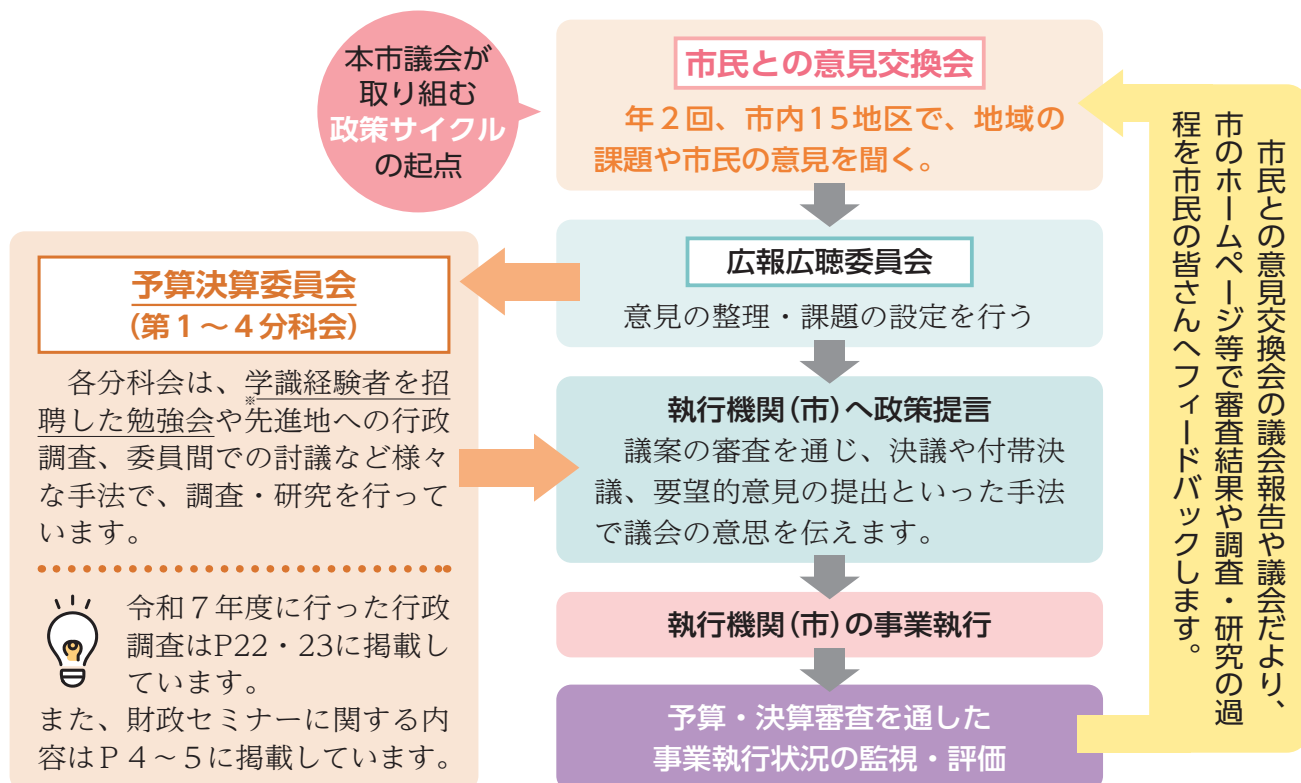 本市議会が
取り組む
政策サイクル
の起点
市民との意見交換会
年２回、市内15地区で、地域の
課題や市民の意見を聞く。
広報広聴委員会
意見の整理・課題の設定を行う
予算決算委員会
（第１～４分科会）
各分科会は、学識経験者を招
※
聘した勉強会や先進地への行政
調査、委員間での討議など様々
な手法で、調査・研究を行って
います。
令和７年度に行った行政
調査はP22・23に掲載し
ています。
また、財政セミナーに関する内
容はＰ４～５に掲載しています。
執行機関（市）へ政策提言
議案の審査を通じ、決議や付帯決
議、要望的意見の提出といった手法
で議会の意思を伝えます。
執行機関（市）の事業執行
予算・決算審査を通した
事業執行状況の監視・評価
市民との意見交換会の議会報告や議会だより、
市のホームページ等で審査結果や調査・研究の過
程を市民の皆さんへフィードバックします。